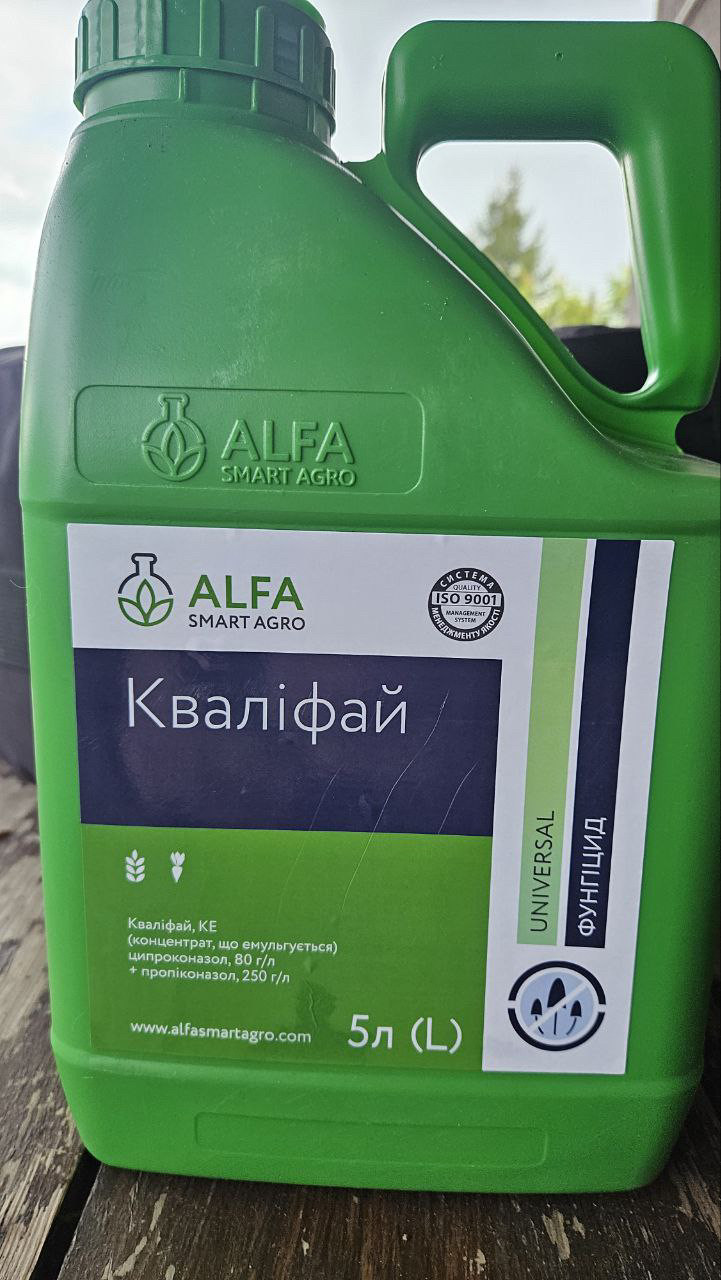 ALFA
SMART AGRO
ALFA
SMART AGRO
СИСТЕМА
QUALITY
ISO 9001
MANAGEMENT
SYSTEM
МЕНЕДЖМЕНТУ ЯКОСТІ
Кваліфай
UNIVERSAL
ФУНГІЦИД
Кваліфай, КЕ
(концентрат, що емульгується)
ципроконазол, 80 г/л
+ пропіконазол, 250 г/л
www.alfasmartagro.com
5л (L)